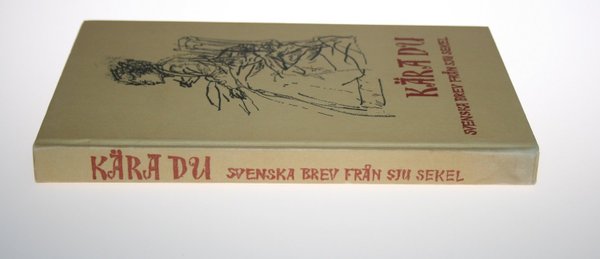 KÄRA DU
SVENSKA BREV FRÅN SJU SEKEL
KÄRA DU SVENSKA BREV FRÅN SJU SEKEL